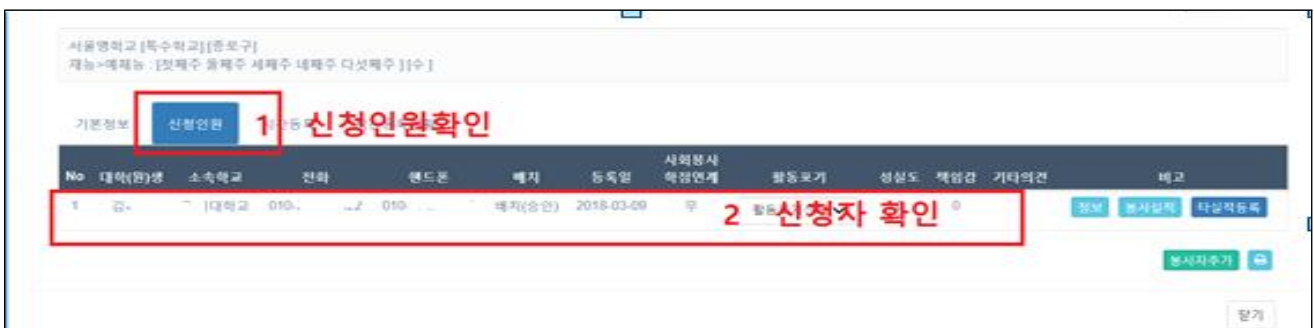 서울맹학교 [특수학교][종로구]
재능>예체능 : [첫째주 둘째주 세째주 네째주 다섯째주 ] [수 ]
기본정보 신청인원 1 신청인원확인
No 대학(원)생 소속학교 전화 핸드폰 배치 등록일 사회봉사 학점연계 활동포기 성실도 책임감 기타의견 비고
1 김 대학교 010- 010- 배치(승인) 2018-03-09 무 2 신청자 확인 0 정보 봉사실적 타실적등록
봉사자추가
닫기